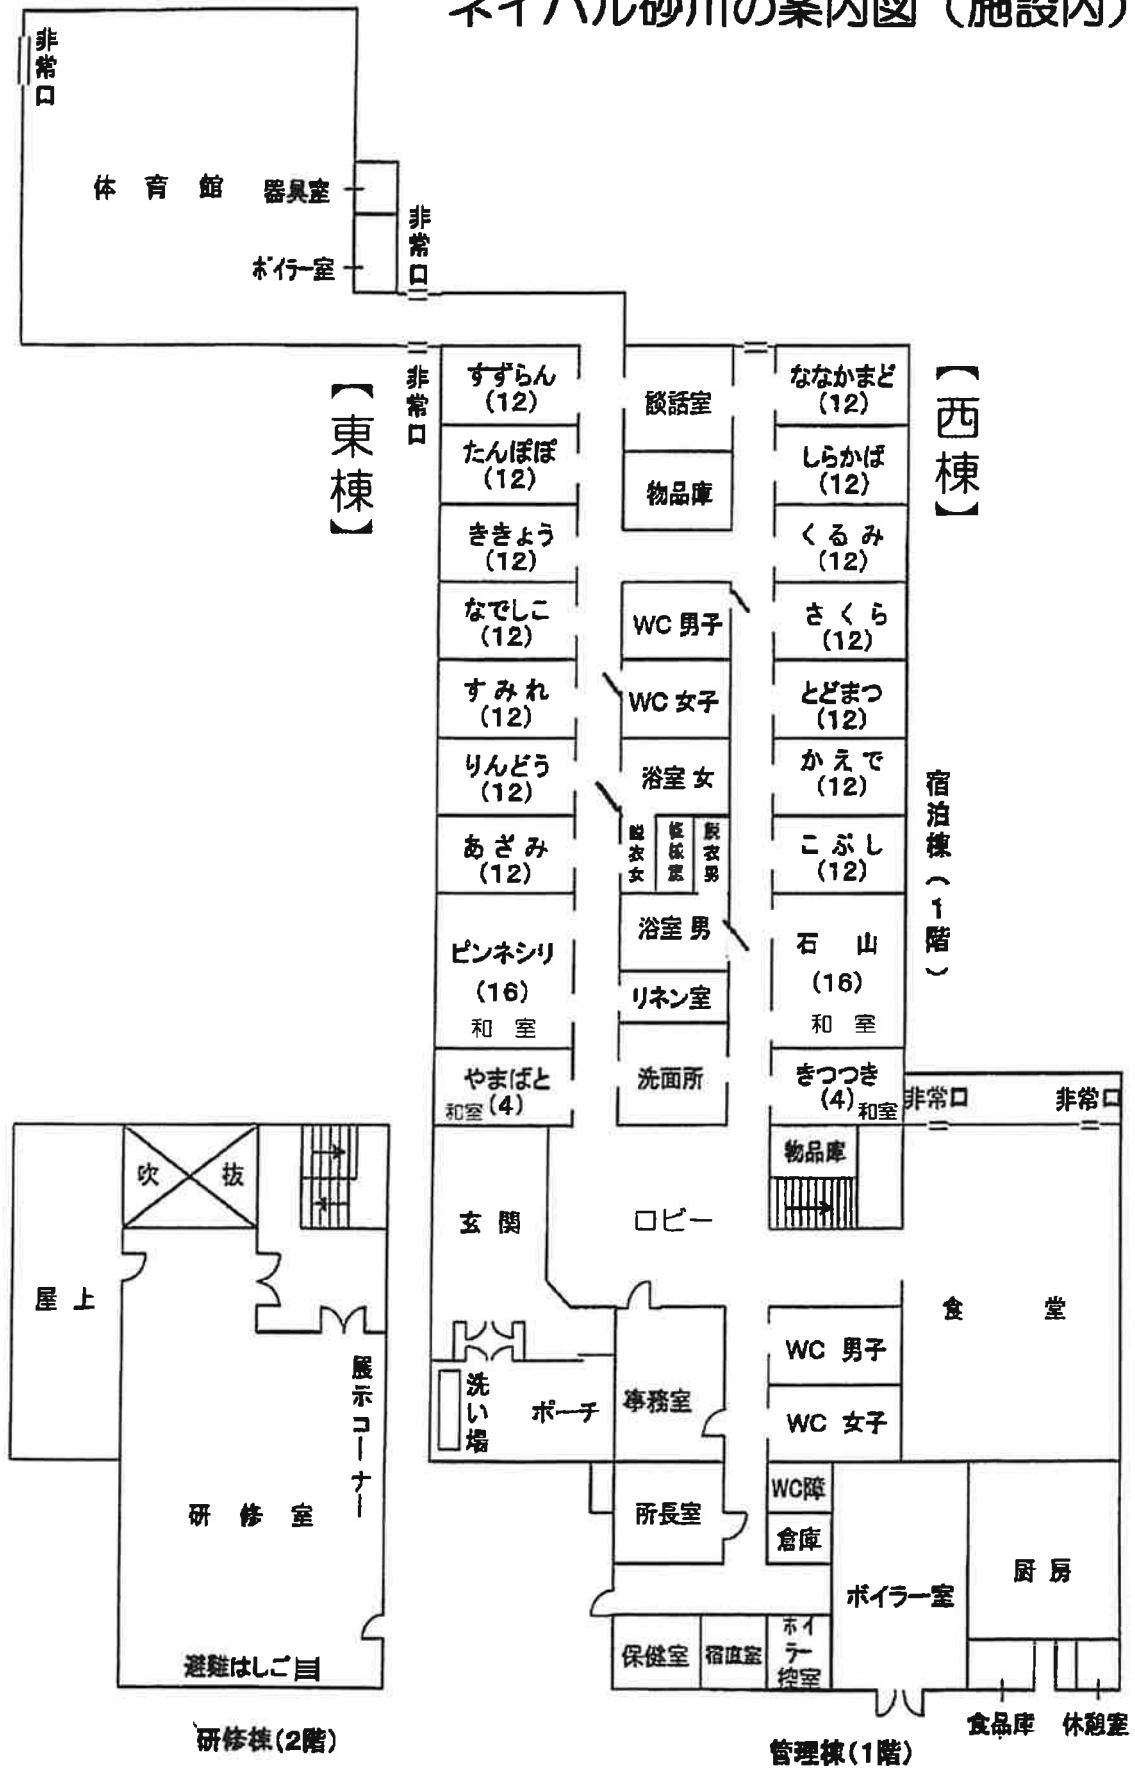 ネイパル砂川の案内図（施設内）
非常口
体育館
器具室
ボイラー室
非常口
非常口
【東棟】
【西棟】
すずらん
(12)
たんぽぽ
(12)
ききょう
(12)
なでしこ
(12)
すみれ
(12)
りんどう
(12)
あざみ
(12)
ピンネシリ
(16)
和室
やまばと
和室(4)
談話室
物品庫
WC 男子
WC 女子
浴室 女
脱衣女
脱衣男
浴室 男
リネン室
洗面所
ななかまど
(12)
しらかば
(12)
くるみ
(12)
さくら
(12)
とどまつ
(12)
かえで
(12)
こぶし
(12)
石山
(16)
和室
きつつき
(4)和室
宿泊棟(1階)
非常口
非常口
物品庫
玄関
ロビー
食堂
WC 男子
WC 女子
洗い場
ポーチ
事務室
所長室
WC障
倉庫
ボイラー室
厨房
保健室
宿直室
ボイラー控室
食品庫
休憩室
管理棟(1階)
吹抜
屋上
展示コーナー
研修室
避難はしご
研修棟(2階)